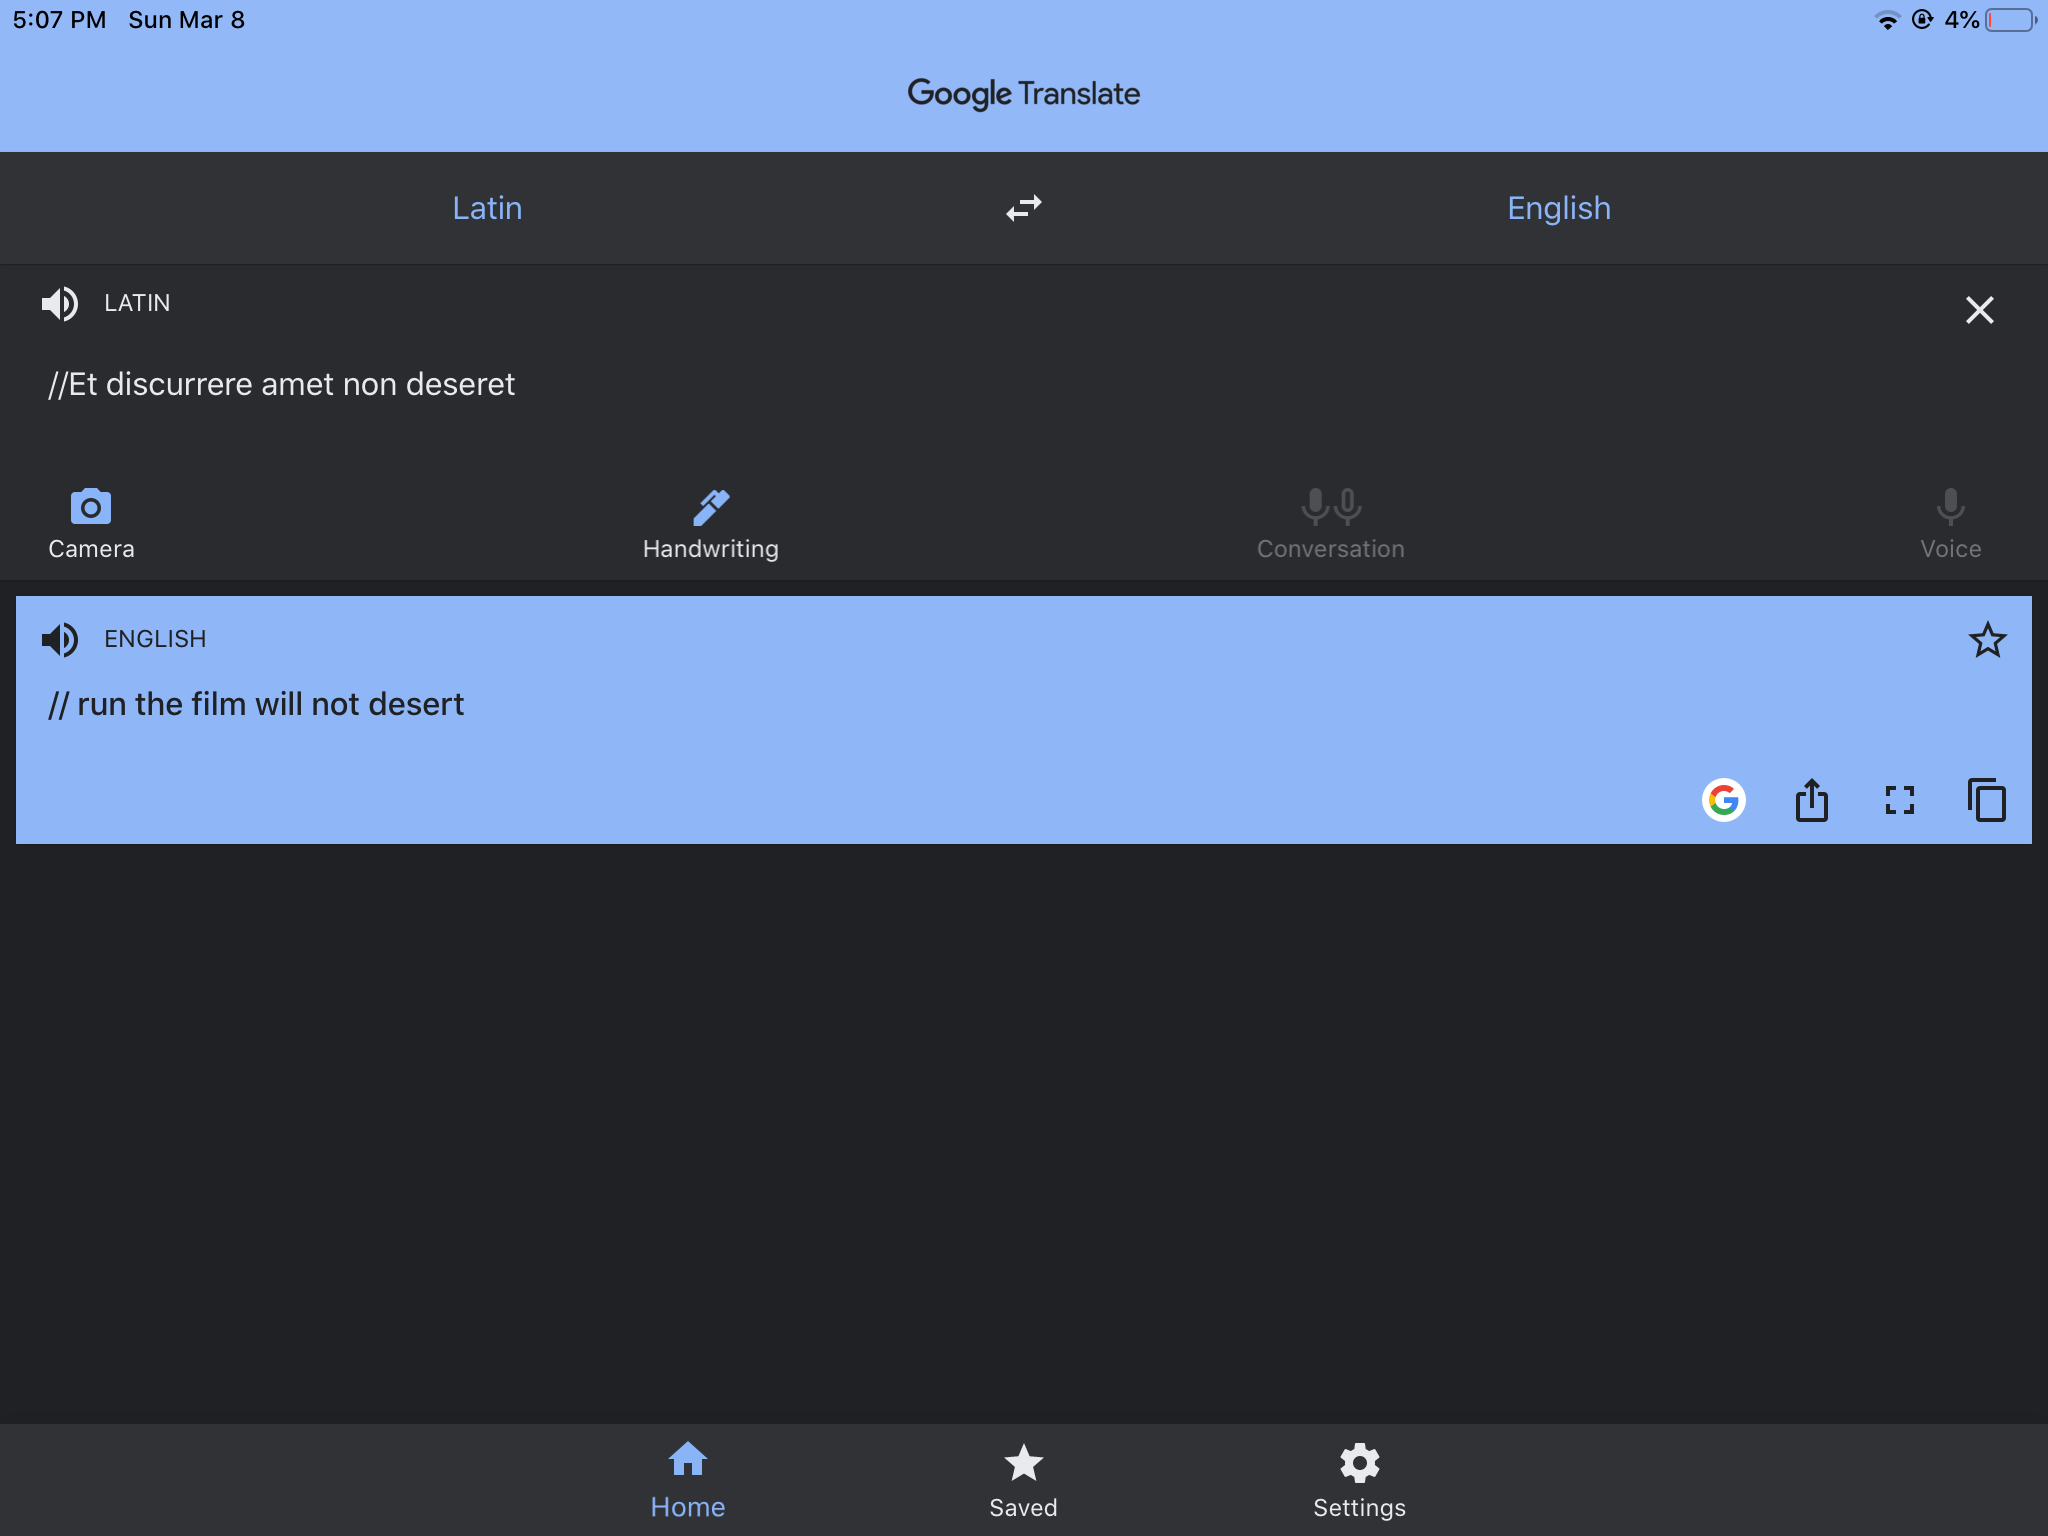 5:07 PM Sun Mar 8 4%
Google Translate
Latin English
LATIN
//Et discurrere amet non deseret
Camera Handwriting Conversation Voice
ENGLISH
// run the film will not desert
Home Saved Settings